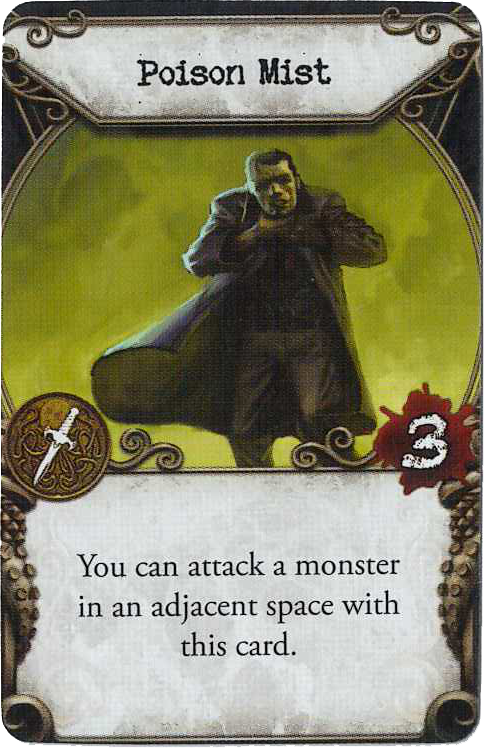 Poison Mist
3
You can attack a monster
in an adjacent space with
this card.